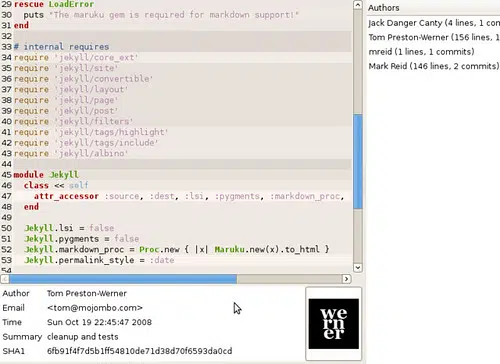 29 rescue LoadError
30   puts "The maruku gem is required for markdown support!"
31 end
32
33 # internal requires
34 require 'jekyll/core_ext'
35 require 'jekyll/site'
36 require 'jekyll/convertible'
37 require 'jekyll/layout'
38 require 'jekyll/page'
39 require 'jekyll/post'
40 require 'jekyll/filters'
41 require 'jekyll/tags/highlight'
42 require 'jekyll/tags/include'
43 require 'jekyll/albino'
44
45 module Jekyll
46   class << self
47     attr_accessor :source, :dest, :lsi, :pygments, :markdown_proc,
48   end
49
50   Jekyll.lsi = false
51   Jekyll.pygments = false
52   Jekyll.markdown_proc = Proc.new { |x| Maruku.new(x).to_html }
53   Jekyll.permalink_style = :date
54
Authors
Jack Danger Canty (4 lines, 1 com
Tom Preston-Werner (156 lines, 1
mreid (1 lines, 1 commits)
Mark Reid (146 lines, 2 commits)
Author Tom Preston-Werner
Email <tom@mojombo.com>
Time Sun Oct 19 22:45:47 2008
Summary cleanup and tests
SHA1 6fb91f4f7d5b1ff54810de71d38d70f6593da0cd
we
rn
er